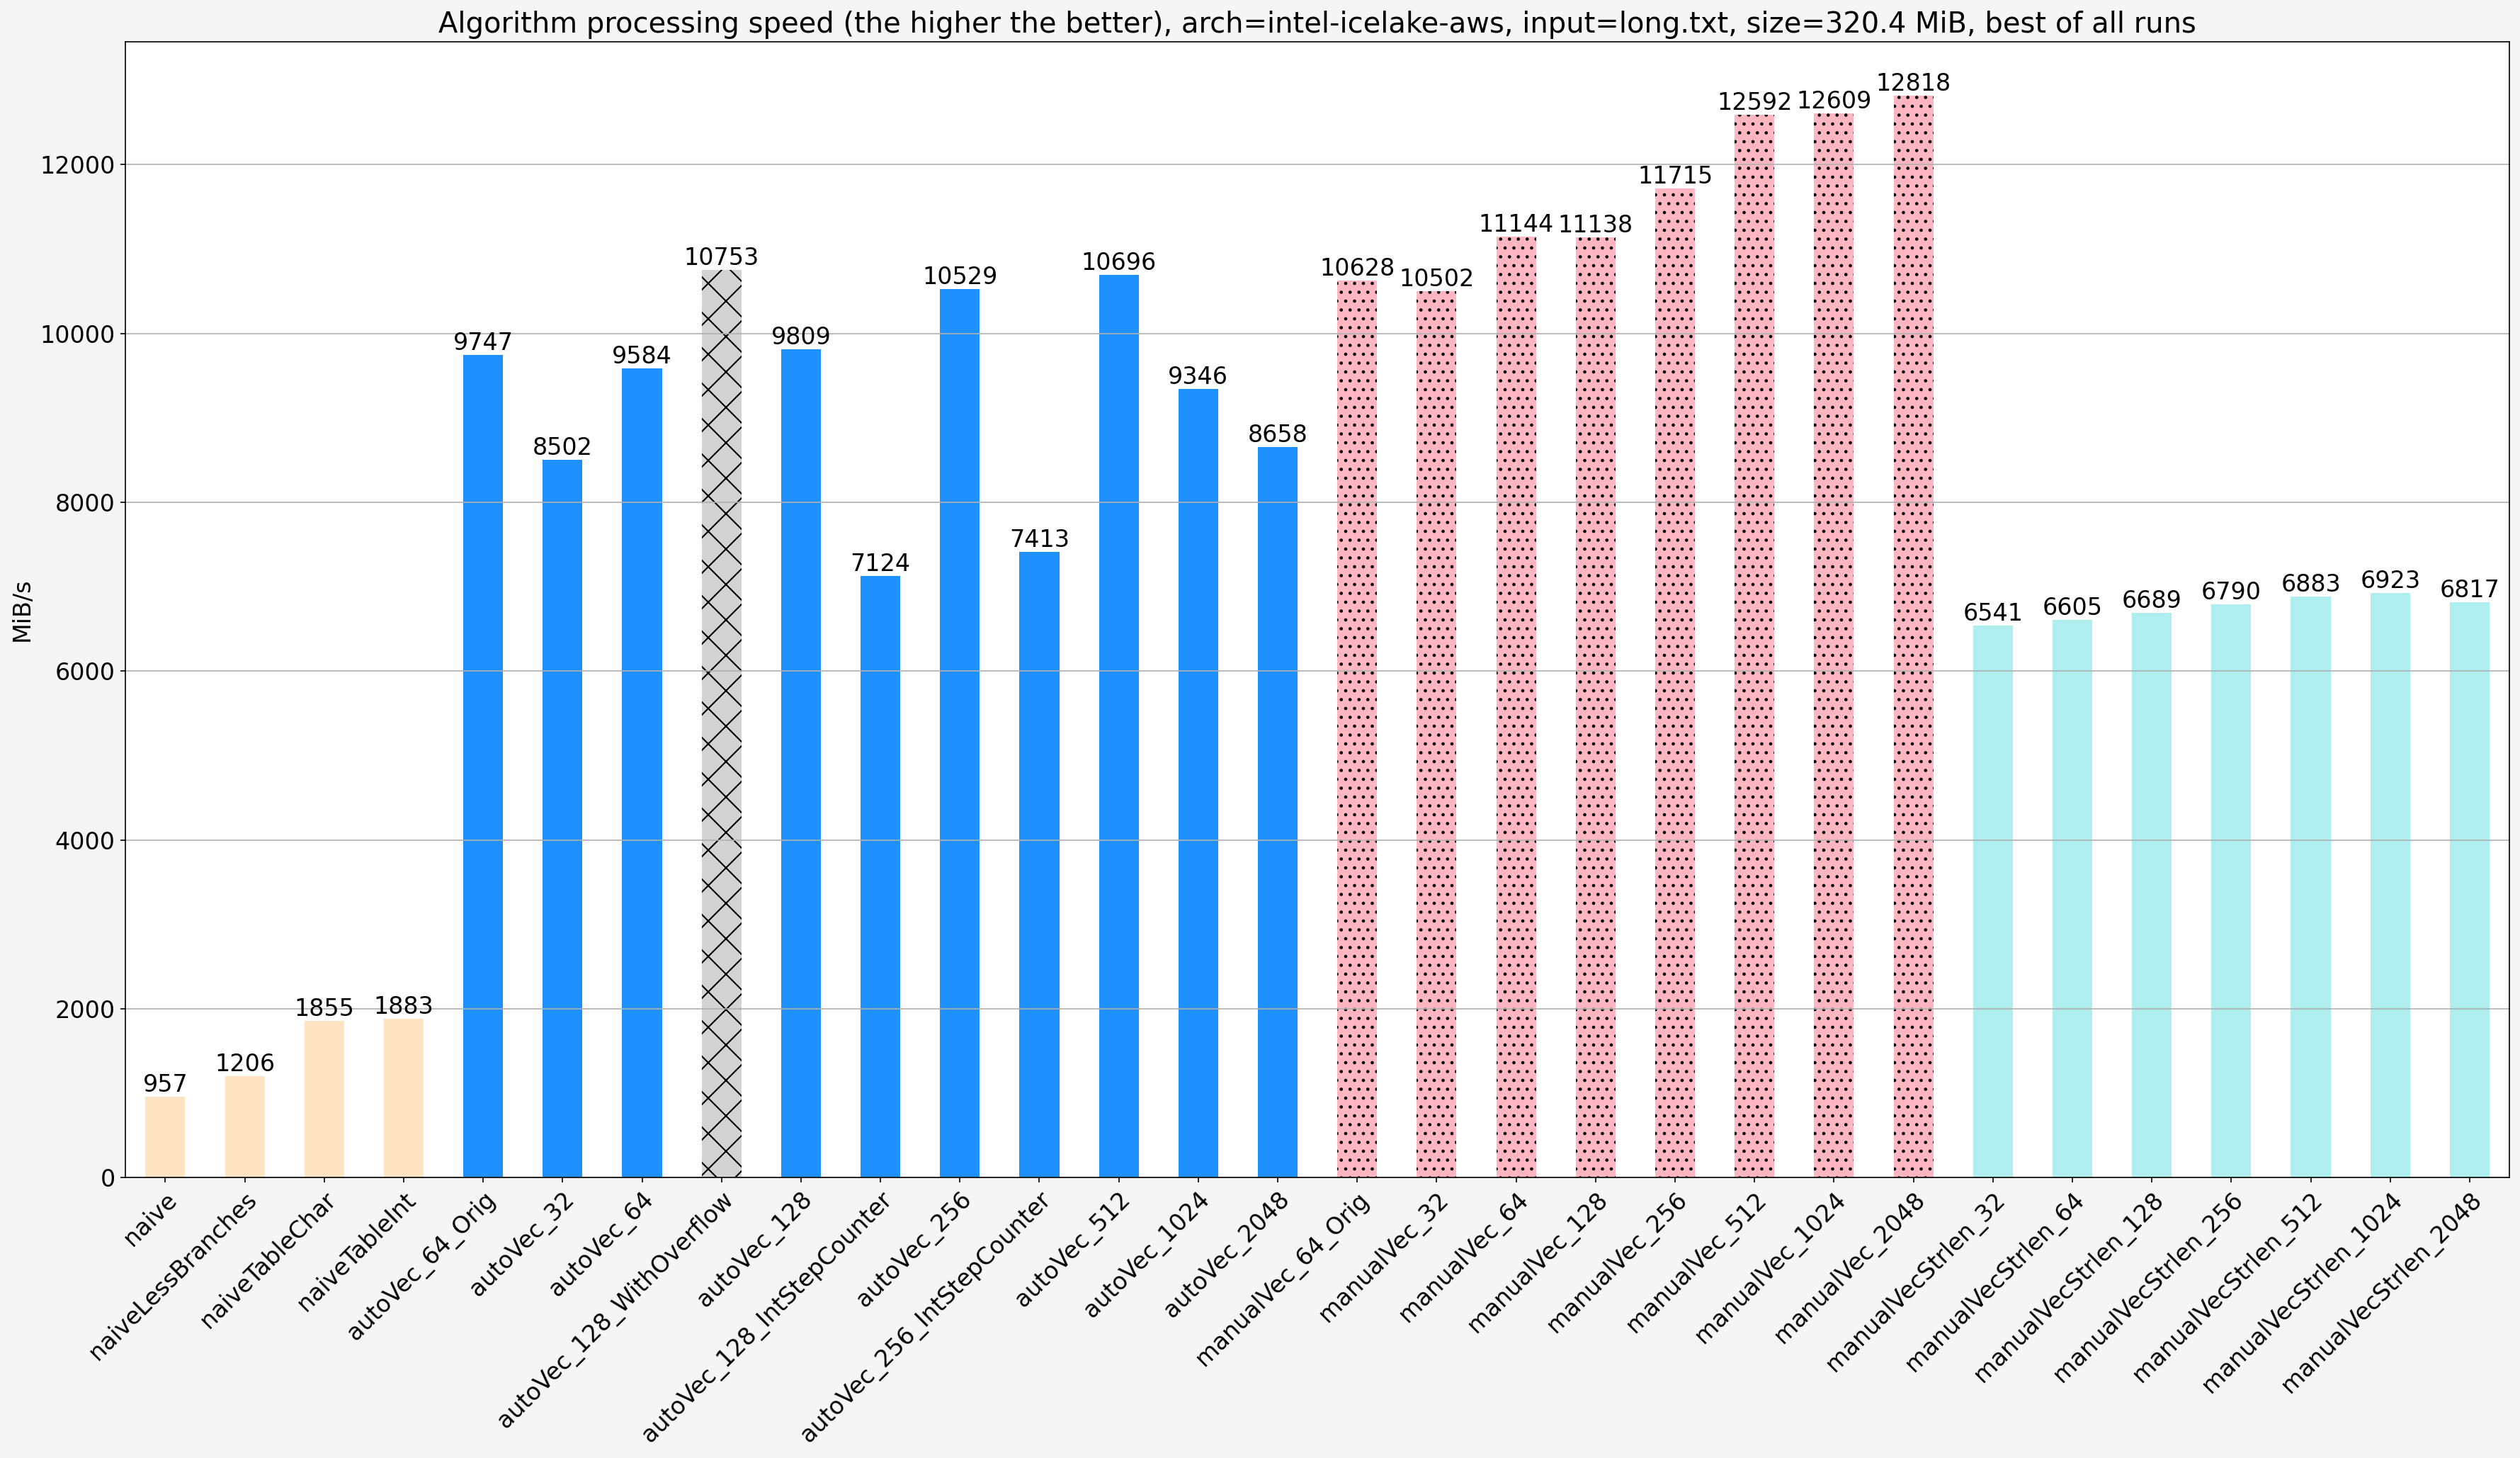 Algorithm processing speed (the higher the better), arch=intel-icelake-aws, input=long.txt, size=320.4 MiB, best of all runs
MiB/s
12000
10000
8000
6000
4000
2000
0
957
1206
1855
1883
9747
8502
9584
10753
9809
7124
10529
7413
10696
9346
8658
10628
10502
11144
11138
11715
12592
12609
12818
6541
6605
6689
6790
6883
6923
6817
naive
naiveLessBranches
naiveTableChar
naiveTableInt
autoVec_64_Orig
autoVec_32
autoVec_64
autoVec_128_WithOverflow
autoVec_128
autoVec_128_IntStepCounter
autoVec_256
autoVec_256_IntStepCounter
autoVec_512
autoVec_1024
autoVec_2048
manualVec_64_Orig
manualVec_32
manualVec_64
manualVec_128
manualVec_256
manualVec_512
manualVec_1024
manualVec_2048
manualVecStrlen_32
manualVecStrlen_64
manualVecStrlen_128
manualVecStrlen_256
manualVecStrlen_512
manualVecStrlen_1024
manualVecStrlen_2048